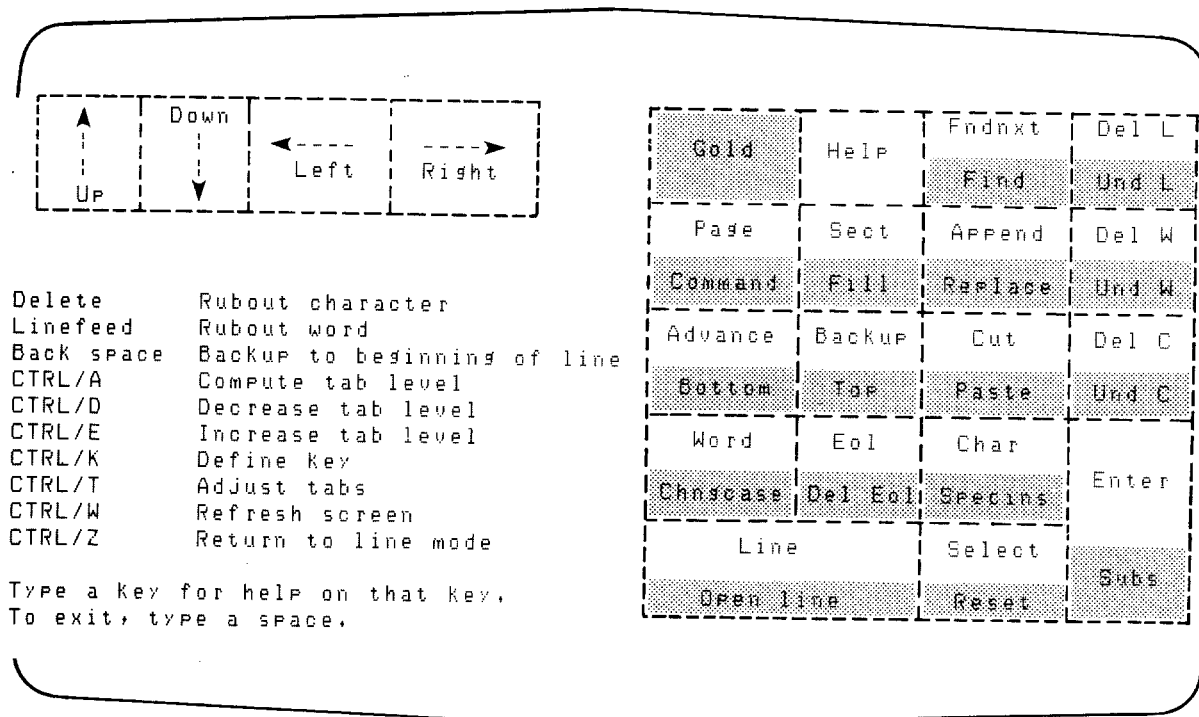 Up
Down
Left
Right
Delete Rubout character
Linefeed Rubout word
Back space Backup to beginning of line
CTRL/A Compute tab level
CTRL/D Decrease tab level
CTRL/E Increase tab level
CTRL/K Define key
CTRL/T Adjust tabs
CTRL/W Refresh screen
CTRL/Z Return to line mode
Type a key for help on that key.
To exit, type a space.
Gold
Help
Fndnxt
Find
Del L
Und L
Page
Command
Sect
Fill
Append
Replace
Del W
Und W
Advance
Bottom
Backup
Top
Cut
Paste
Del C
Und C
Word
Chngcase
Eol
Del Eol
Char
Specins
Enter
Subs
Line
Open line
Select
Reset